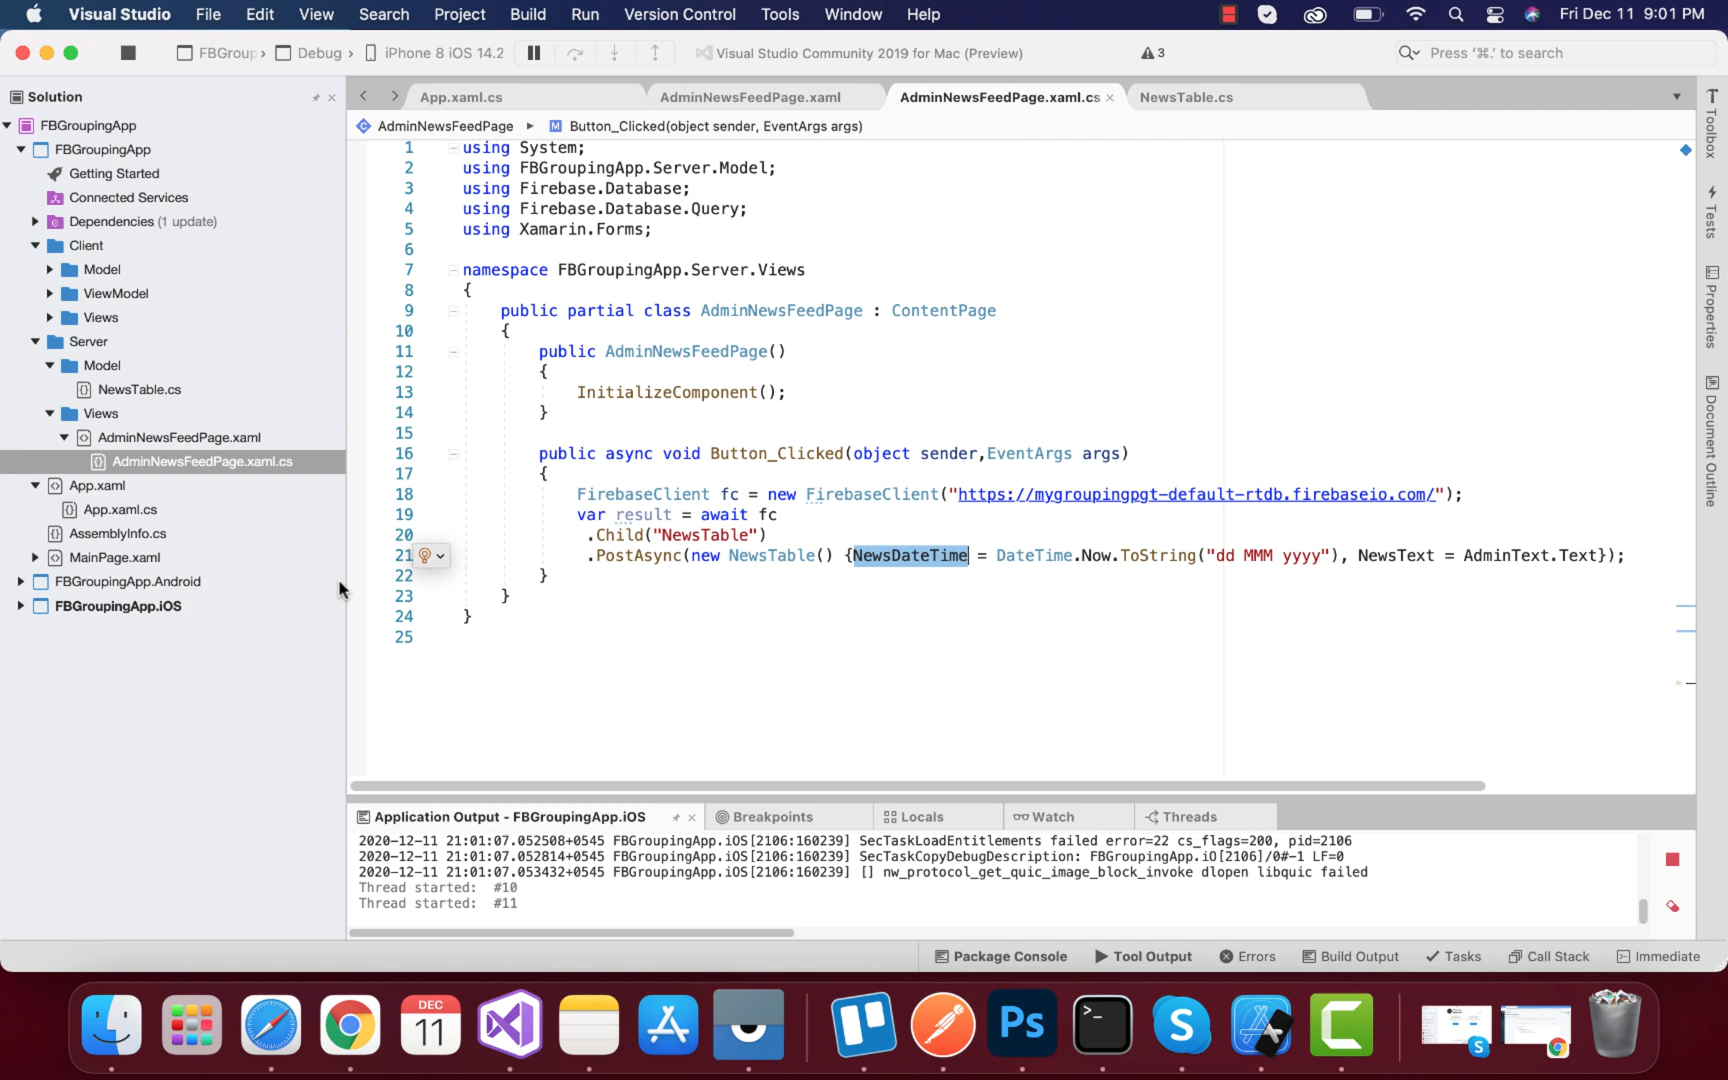 Visual Studio File Edit View Search Project Build Run Version Control Tools Window Help Fri Dec 11 9:01 PM
FBGroup › Debug › iPhone 8 iOS 14.2 Visual Studio Community 2019 for Mac (Preview) 3 Press ‘⌘.’ to search
Solution
FBGroupingApp
FBGroupingApp
Getting Started
Connected Services
Dependencies (1 update)
Client
Model
ViewModel
Views
Server
Model
NewsTable.cs
Views
AdminNewsFeedPage.xaml
AdminNewsFeedPage.xaml.cs
App.xaml
App.xaml.cs
AssemblyInfo.cs
MainPage.xaml
FBGroupingApp.Android
FBGroupingApp.iOS
App.xaml.cs AdminNewsFeedPage.xaml AdminNewsFeedPage.xaml.cs NewsTable.cs
AdminNewsFeedPage M Button_Clicked(object sender, EventArgs args)
1 using System;
2 using FBGroupingApp.Server.Model;
3 using Firebase.Database;
4 using Firebase.Database.Query;
5 using Xamarin.Forms;
6
7 namespace FBGroupingApp.Server.Views
8 {
9 public partial class AdminNewsFeedPage : ContentPage
10 {
11 public AdminNewsFeedPage()
12 {
13 InitializeComponent();
14 }
15
16 public async void Button_Clicked(object sender,EventArgs args)
17 {
18 FirebaseClient fc = new FirebaseClient("https://mygroupingpgt-default-rtdb.firebaseio.com/");
19 var result = await fc
20 .Child("NewsTable")
21 .PostAsync(new NewsTable() {NewsDateTime = DateTime.Now.ToString("dd MMM yyyy"), NewsText = AdminText.Text});
22 }
23 }
24 }
25
Toolbox
Tests
Properties
Document Outline
Application Output - FBGroupingApp.iOS Breakpoints Locals Watch Threads
2020-12-11 21:01:07.052508+0545 FBGroupingApp.iOS[2106:160239] SecTaskLoadEntitlements failed error=22 cs_flags=200, pid=2106
2020-12-11 21:01:07.052814+0545 FBGroupingApp.iOS[2106:160239] SecTaskCopyDebugDescription: FBGroupingApp.iO[2106]/0#-1 LF=0
2020-12-11 21:01:07.053432+0545 FBGroupingApp.iOS[2106:160239] [] nw_protocol_get_quic_image_block_invoke dlopen libquic failed
Thread started: #10
Thread started: #11
Package Console Tool Output Errors Build Output Tasks Call Stack Immediate
DEC
11
Ps